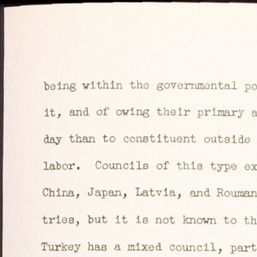 being within the governmental po
it, and of owing their primary a
day than to constituent outside
labor. Councils of this type ex
China, Japan, Latvia, and Rouman
tries, but it is not known to th
Turkey has a mixed council, part